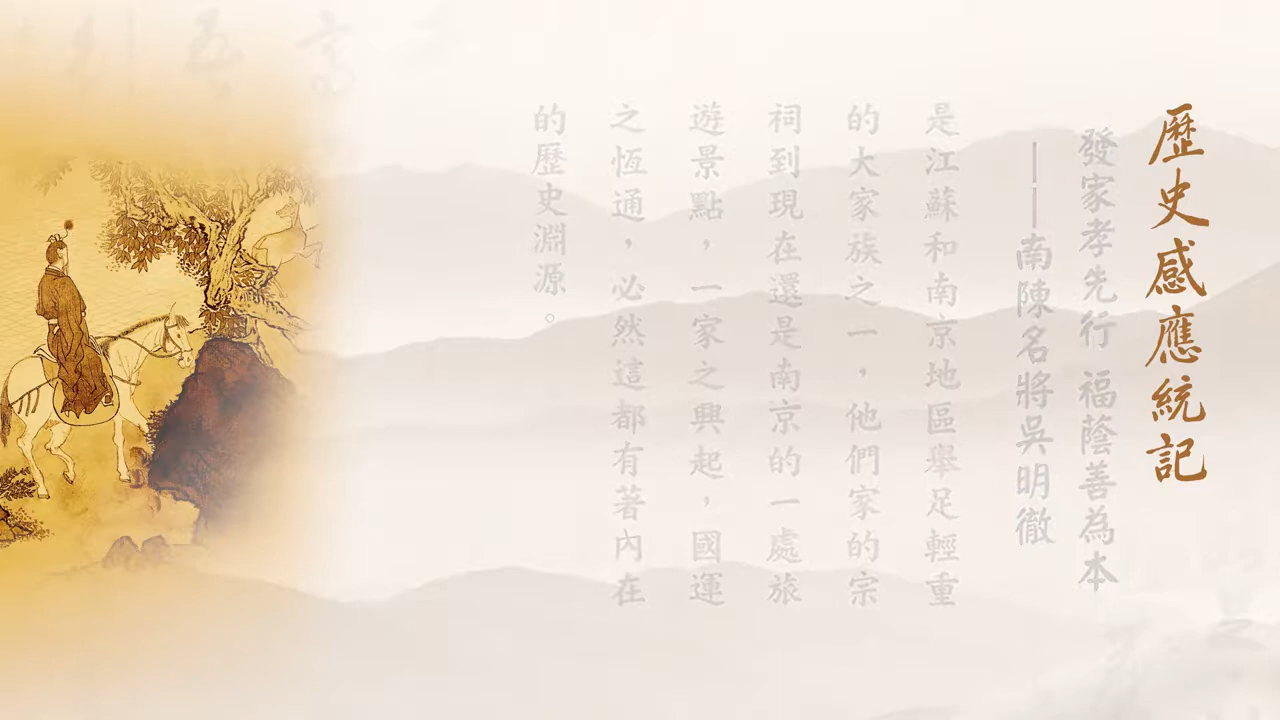 歷史感應統記
發家孝先行 福蔭善為本
——南陳名將吳明徹
是江蘇和南京地區舉足輕重
的大家族之一，他們家的宗
祠到現在還是南京的一處旅
遊景點，一家之興起，國運
之恆通，必然這都有著內在
的歷史淵源。